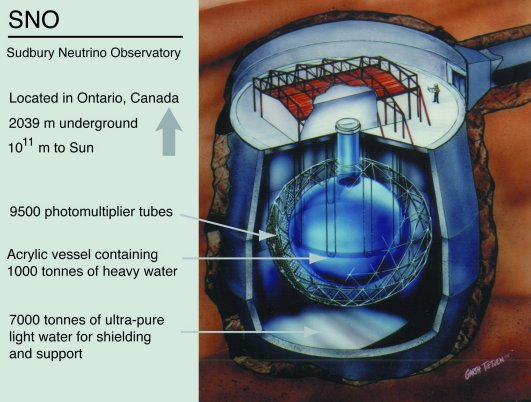 SNO
Sudbury Neutrino Observatory
Located in Ontario, Canada
2039 m underground
10¹¹ m to Sun
9500 photomultiplier tubes
Acrylic vessel containing
1000 tonnes of heavy water
7000 tonnes of ultra-pure
light water for shielding
and support